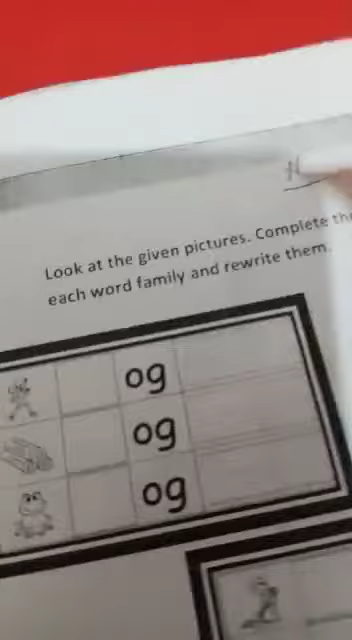 Look at the given pictures. Complete the
each word family and rewrite them.
og
og
og